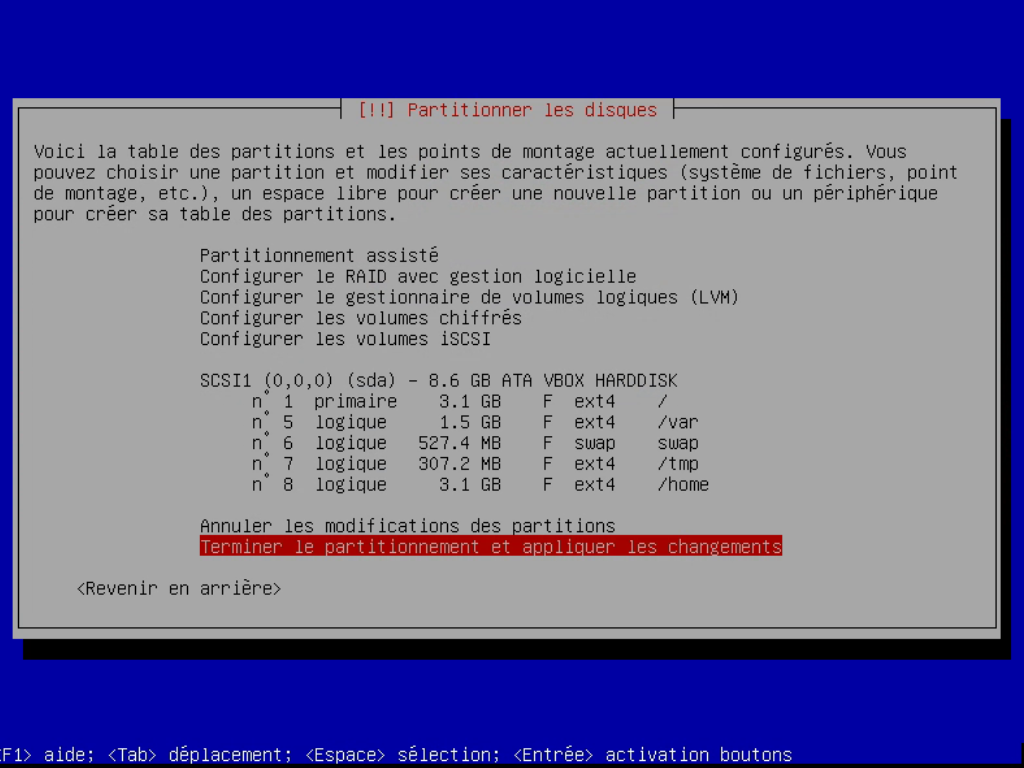 [!!] Partitionner les disques
Voici la table des partitions et les points de montage actuellement configurés. Vous
pouvez choisir une partition et modifier ses caractéristiques (système de fichiers, point
de montage, etc.), un espace libre pour créer une nouvelle partition ou un périphérique
pour créer sa table des partitions.
Partitionnement assisté
Configurer le RAID avec gestion logicielle
Configurer le gestionnaire de volumes logiques (LVM)
Configurer les volumes chiffrés
Configurer les volumes iSCSI
SCSI1 (0,0,0) (sda) - 8.6 GB ATA VBOX HARDDISK
n° 1 primaire 3.1 GB F ext4 /
n° 5 logique 1.5 GB F ext4 /var
n° 6 logique 527.4 MB F swap swap
n° 7 logique 307.2 MB F ext4 /tmp
n° 8 logique 3.1 GB F ext4 /home
Annuler les modifications des partitions
Terminer le partitionnement et appliquer les changements
<Revenir en arrière>
F1> aide; <Tab> déplacement; <Espace> sélection; <Entrée> activation boutons